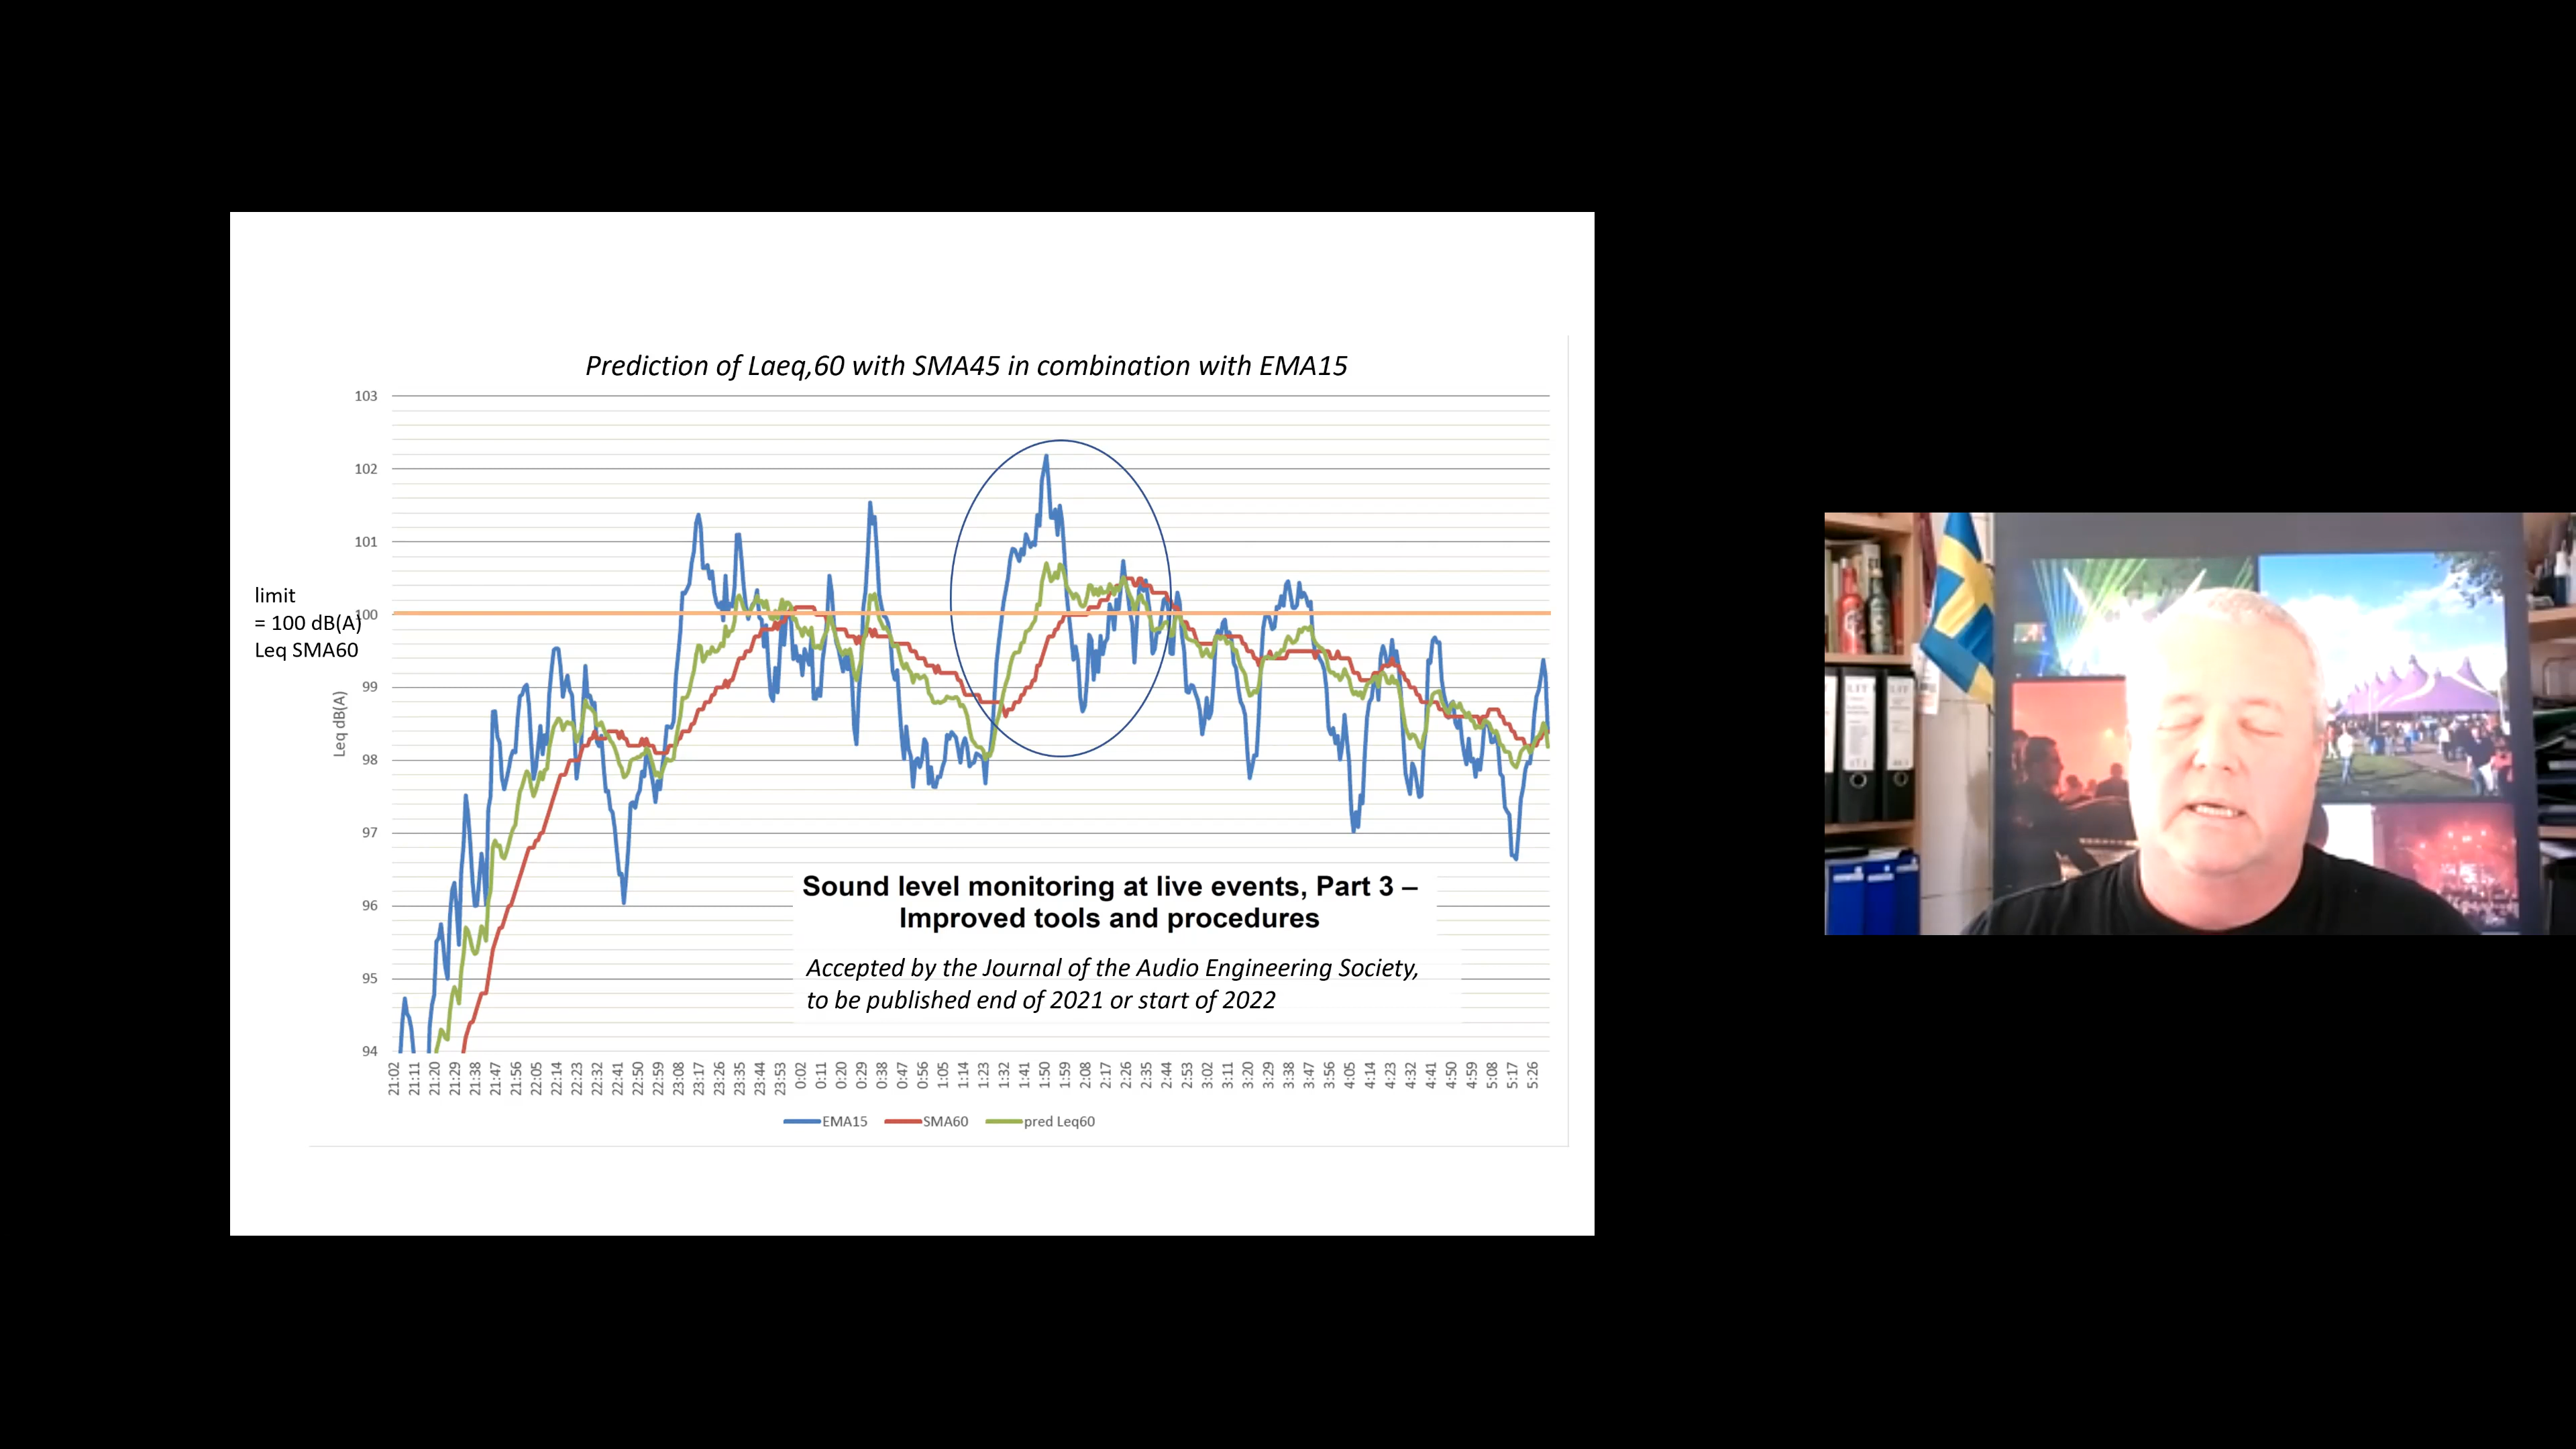 Prediction of Laeq,60 with SMA45 in combination with EMA15
103
102
101
100
99
98
97
96
95
94
limit
= 100 dB(A)
Leq SMA60
Leq dB(A)
Sound level monitoring at live events, Part 3 –
Improved tools and procedures
Accepted by the Journal of the Audio Engineering Society,
to be published end of 2021 or start of 2022
21:02 21:11 21:20 21:29 21:38 21:47 21:56 22:05 22:14 22:23 22:32 22:41 22:50 22:59 23:08 23:17 23:26 23:35 23:44 23:53 0:02 0:11 0:20 0:29 0:38 0:47 0:56 1:05 1:14 1:23 1:32 1:41 1:50 1:59 2:08 2:17 2:26 2:35 2:44 2:53 3:02 3:11 3:20 3:29 3:38 3:47 3:56 4:05 4:14 4:23 4:32 4:41 4:50 4:59 5:08 5:17 5:26
EMA15 SMA60 pred Leq60